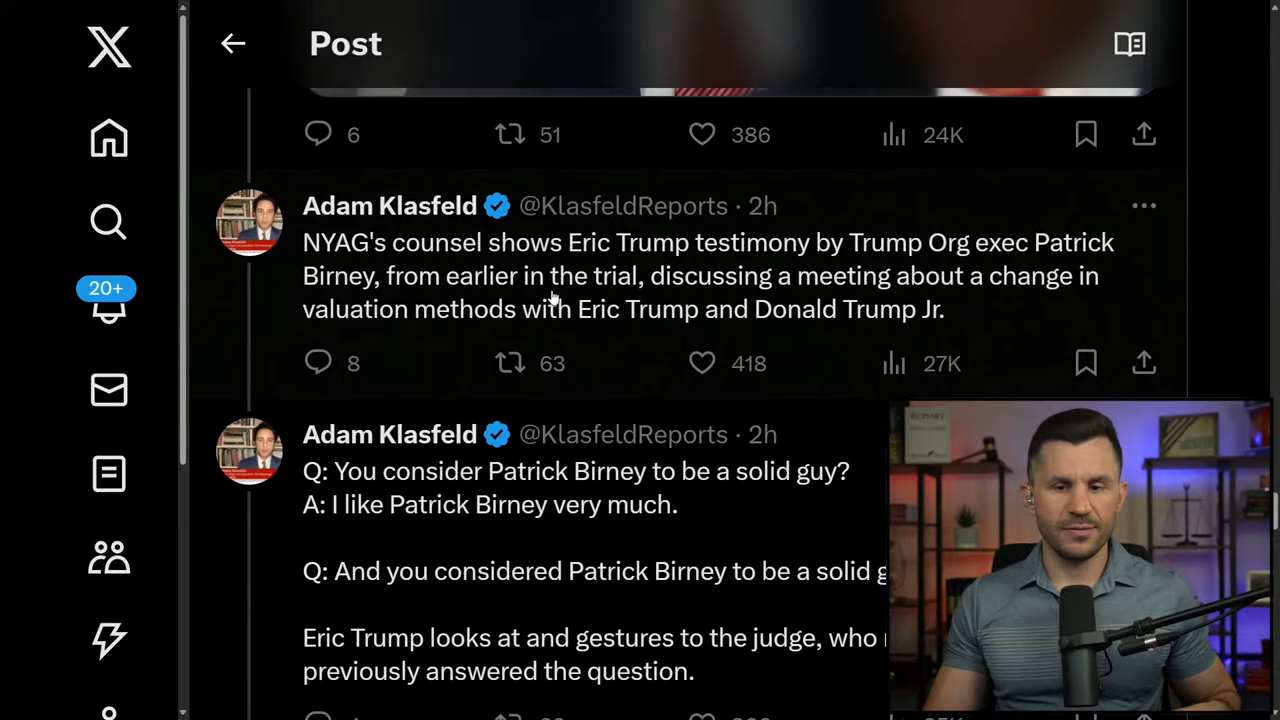 Post
6 51 386 24K
Adam Klasfeld @KlasfeldReports · 2h
NYAG's counsel shows Eric Trump testimony by Trump Org exec Patrick
Birney, from earlier in the trial, discussing a meeting about a change in
valuation methods with Eric Trump and Donald Trump Jr.
20+
8 63 418 27K
Adam Klasfeld @KlasfeldReports · 2h
Q: You consider Patrick Birney to be a solid guy?
A: I like Patrick Birney very much.
Q: And you considered Patrick Birney to be a solid
Eric Trump looks at and gestures to the judge, who
previously answered the question.